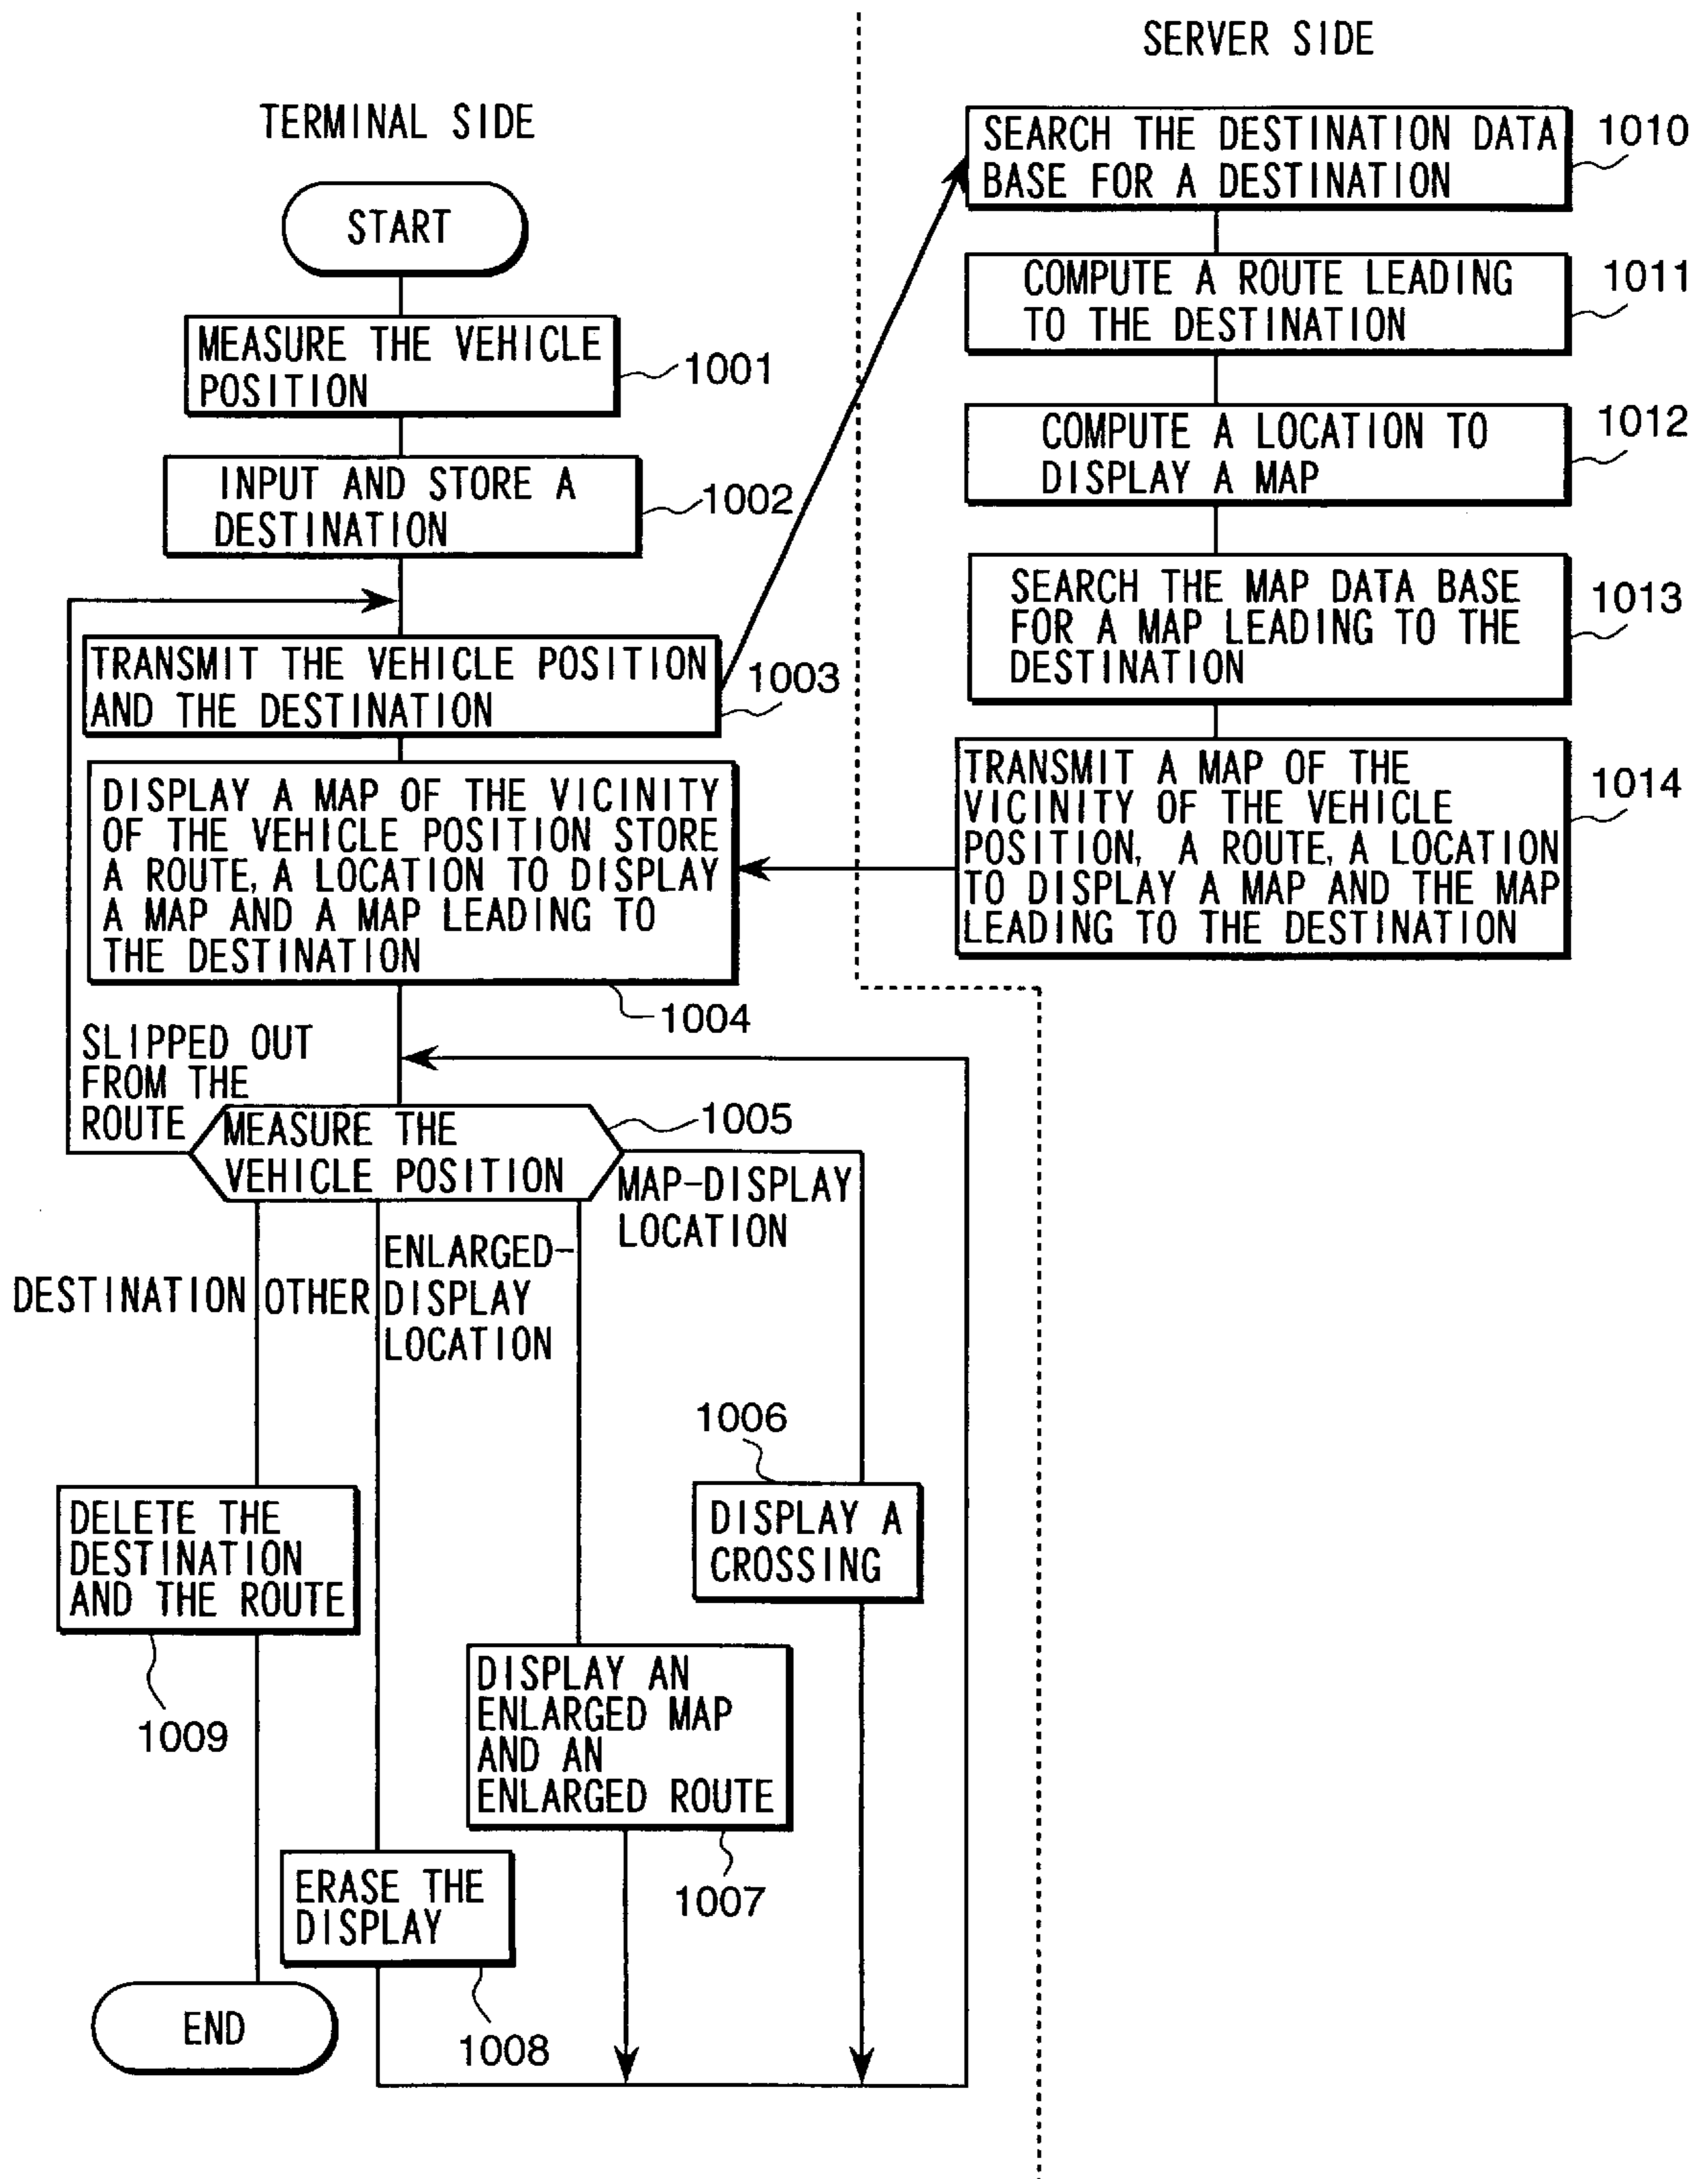 SERVER SIDE
TERMINAL SIDE
START
MEASURE THE VEHICLE
POSITION
1001
INPUT AND STORE A
DESTINATION
1002
TRANSMIT THE VEHICLE POSITION
AND THE DESTINATION
1003
DISPLAY A MAP OF THE VICINITY
OF THE VEHICLE POSITION STORE
A ROUTE, A LOCATION TO DISPLAY
A MAP AND A MAP LEADING TO
THE DESTINATION
1004
SEARCH THE DESTINATION DATA
BASE FOR A DESTINATION
1010
COMPUTE A ROUTE LEADING
TO THE DESTINATION
1011
COMPUTE A LOCATION TO
DISPLAY A MAP
1012
SEARCH THE MAP DATA BASE
FOR A MAP LEADING TO THE
DESTINATION
1013
TRANSMIT A MAP OF THE
VICINITY OF THE VEHICLE
POSITION, A ROUTE, A LOCATION
TO DISPLAY A MAP AND THE MAP
LEADING TO THE DESTINATION
1014
SLIPPED OUT
FROM THE
ROUTE
MEASURE THE
VEHICLE POSITION
1005
MAP-DISPLAY
LOCATION
ENLARGED-
DISPLAY
LOCATION
DESTINATION
OTHER
1006
DISPLAY A
CROSSING
DELETE THE
DESTINATION
AND THE ROUTE
1009
DISPLAY AN
ENLARGED MAP
AND AN
ENLARGED ROUTE
1007
ERASE THE
DISPLAY
1008
END